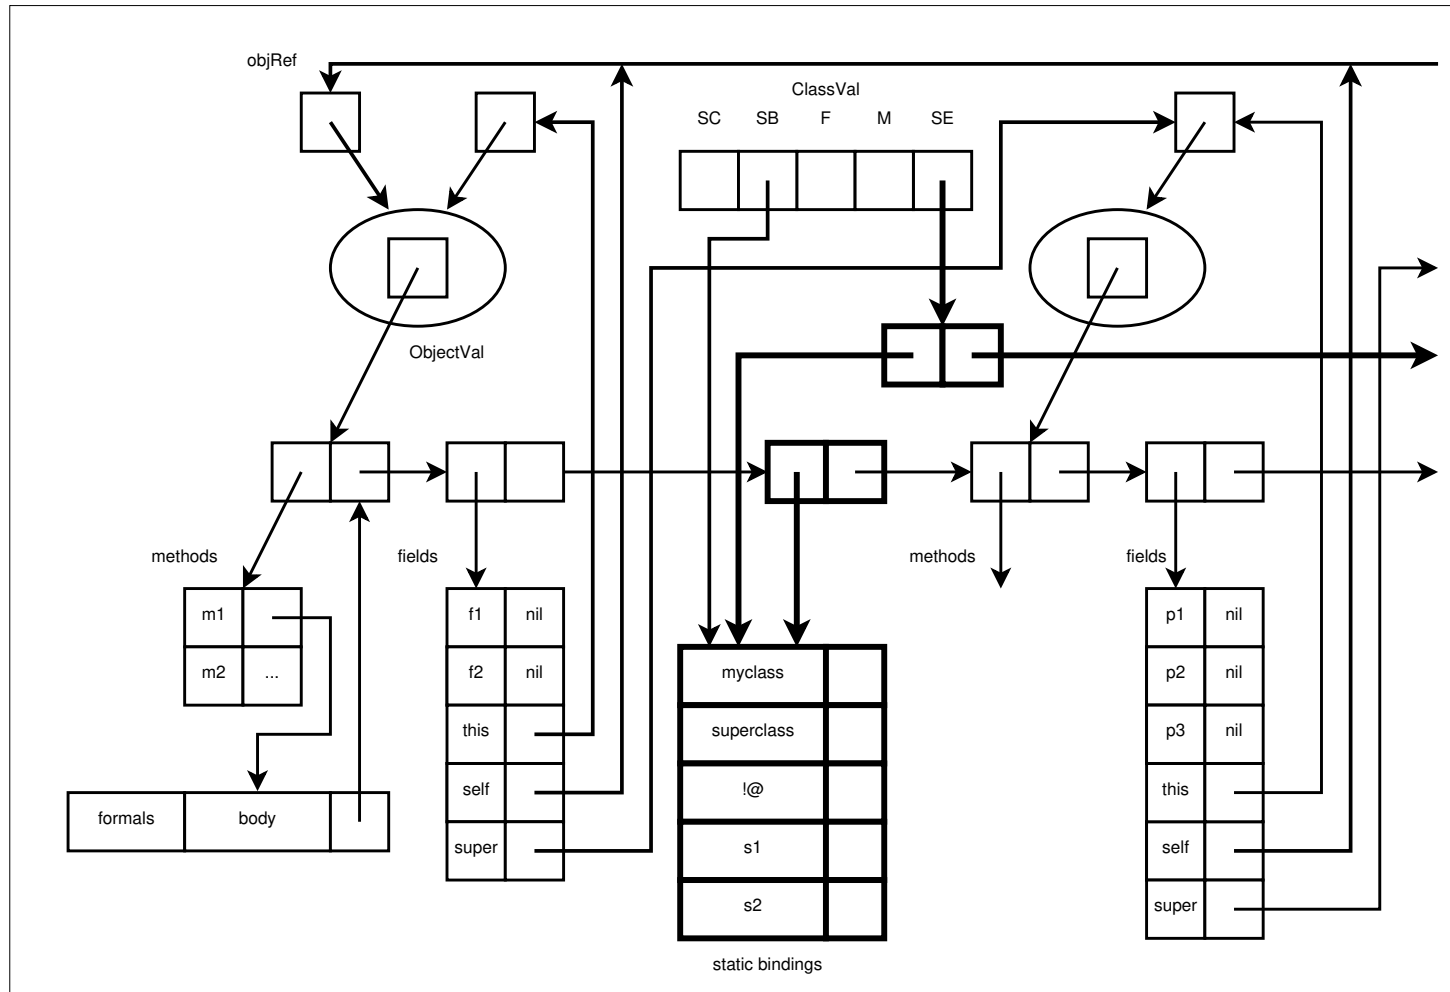 objRef
ClassVal
SC SB F M SE
ObjectVal
methods fields methods fields
m1 f1 nil p1 nil
m2 ... f2 nil myclass p2 nil
this superclass p3 nil
formals body self !@ this
super s1 self
s2 super
static bindings